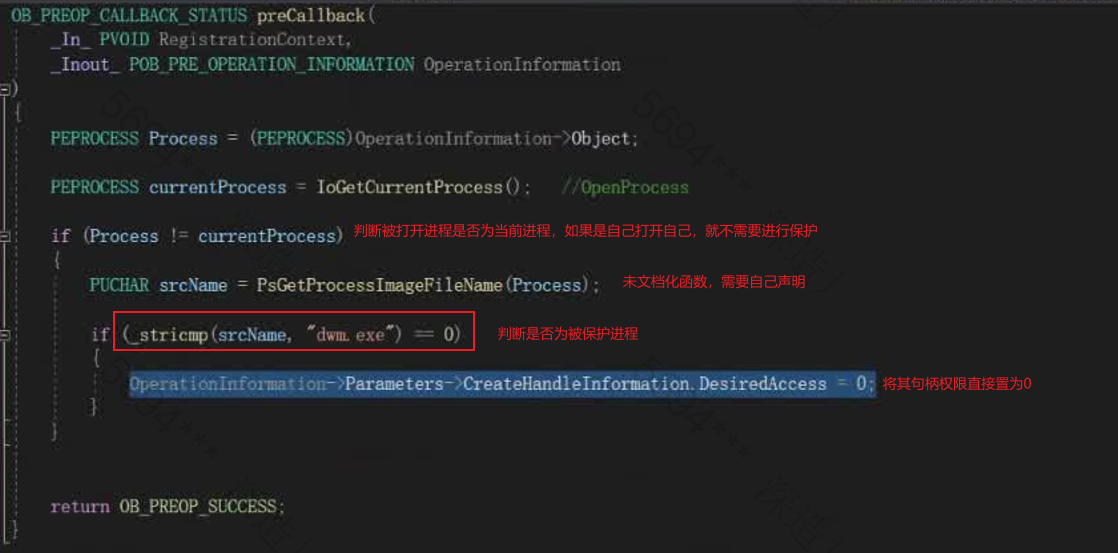 OB_PREOP_CALLBACK_STATUS preCallback(
_In_ PVOID RegistrationContext,
_Inout_ POB_PRE_OPERATION_INFORMATION OperationInformation
)
{
PEPROCESS Process = (PEPROCESS)OperationInformation->Object;
PEPROCESS currentProcess = IoGetCurrentProcess(); //OpenProcess
if (Process != currentProcess) 判断被打开进程是否为当前进程，如果是自己打开自己，就不需要进行保护
{
PUCHAR srcName = PsGetProcessImageFileName(Process); 未文档化函数，需要自己声明
if (_stricmp(srcName, "dwm.exe") == 0) 判断是否为被保护进程
{
OperationInformation->Parameters->CreateHandleInformation.DesiredAccess = 0; 将其句柄权限直接置为0
}
}
return OB_PREOP_SUCCESS;
}